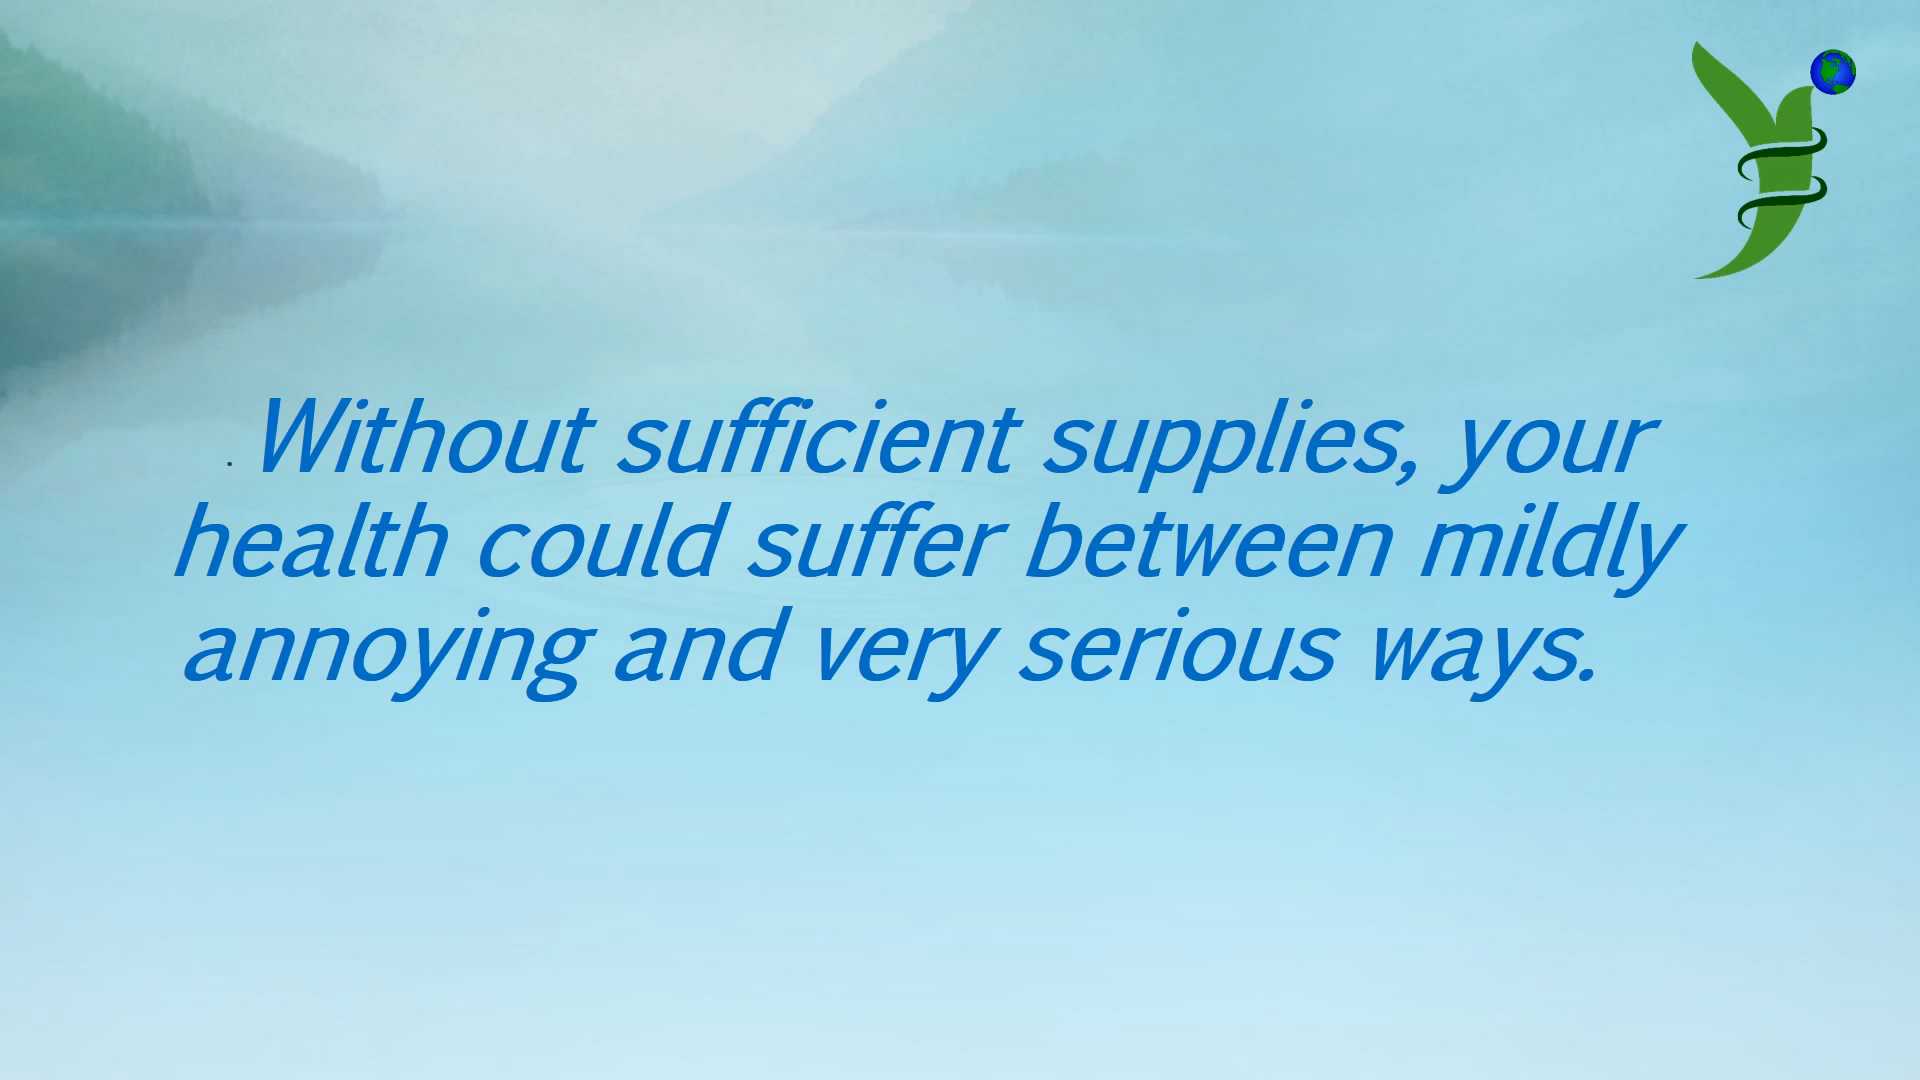 . Without sufficient supplies, your
health could suffer between mildly
annoying and very serious ways.